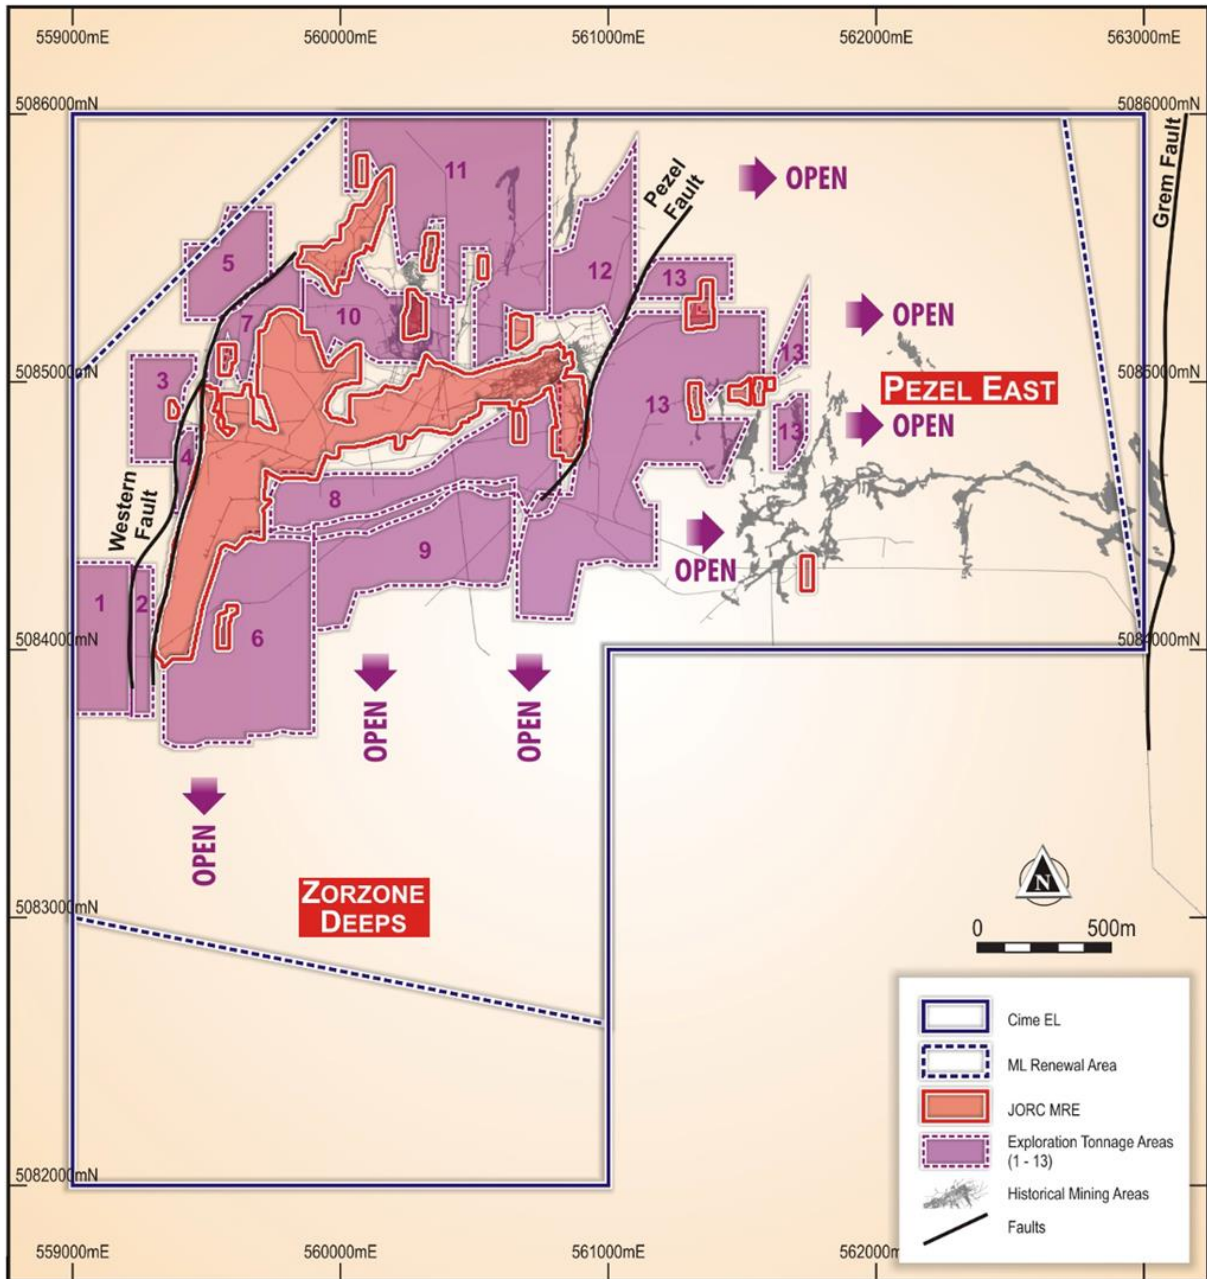 559000mE
560000mE
561000mE
562000mE
563000mE
5086000mN
5086000mN
11
OPEN
Pezel
Fault
Grem Fault
5
12
13
7
10
OPEN
3
5085000mN
13
5085000mN
PEZEL EAST
13
13
OPEN
4
Western
Fault
8
9
OPEN
1
2
6
5084000mN
5084000mN
OPEN
OPEN
OPEN
ZORZONE
DEEPS
5083000mN
N
0
500m
Cime EL
ML Renewal Area
JORC MRE
Exploration Tonnage Areas
(1 - 13)
Historical Mining Areas
Faults
5082000mN
559000mE
560000mE
561000mE
562000m